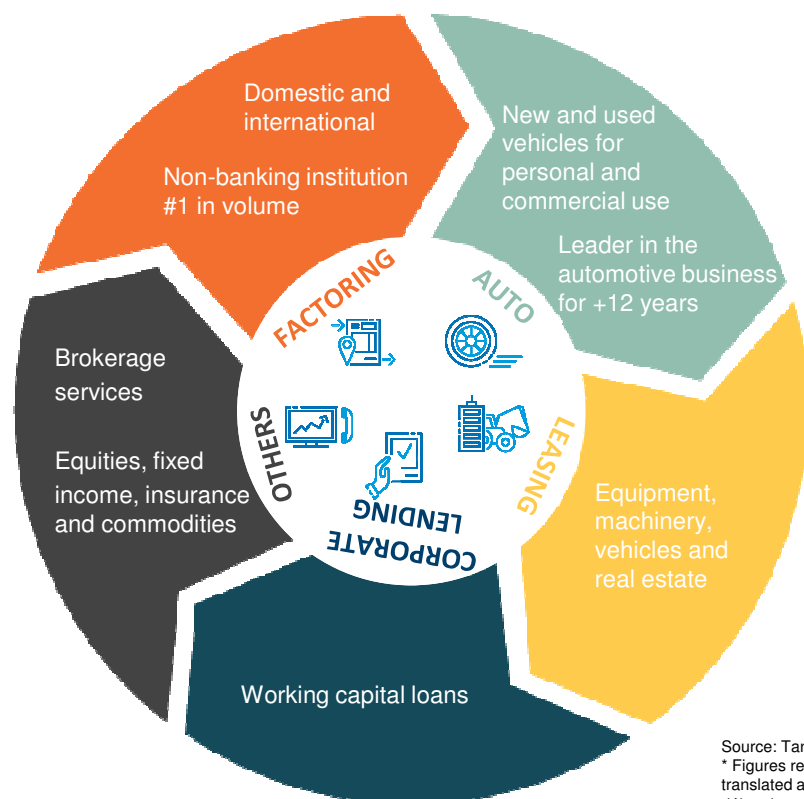 Domestic and
international
Non-banking institution
#1 in volume
New and used
vehicles for
personal and
commercial use
Leader in the
automotive business
for +12 years
FACTORING
AUTO
LEASING
CORPORATE
LENDING
OTHERS
Brokerage
services
Equities, fixed
income, insurance
and commodities
Equipment,
machinery,
vehicles and
real estate
Working capital loans
Source:
* Figures
translated